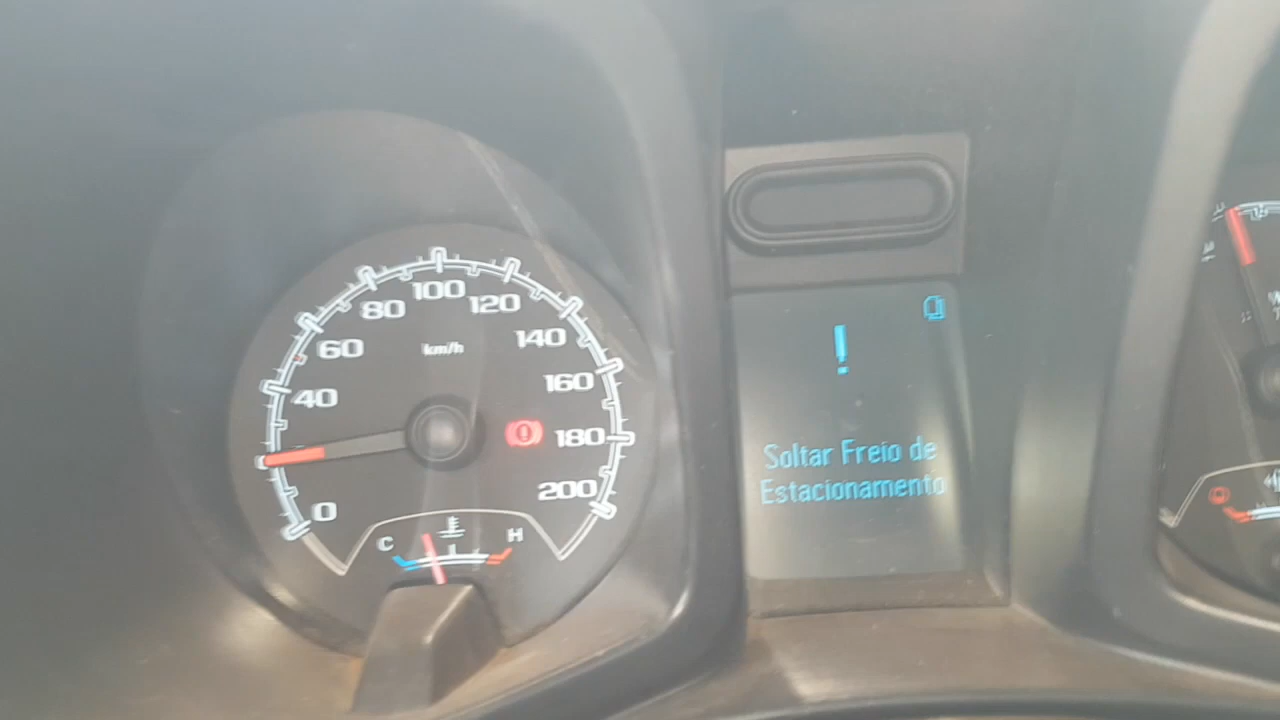 100
80
120
140
60
km/h
160
40
180
200
0
C
H
!
Soltar Freio de
Estacionamento